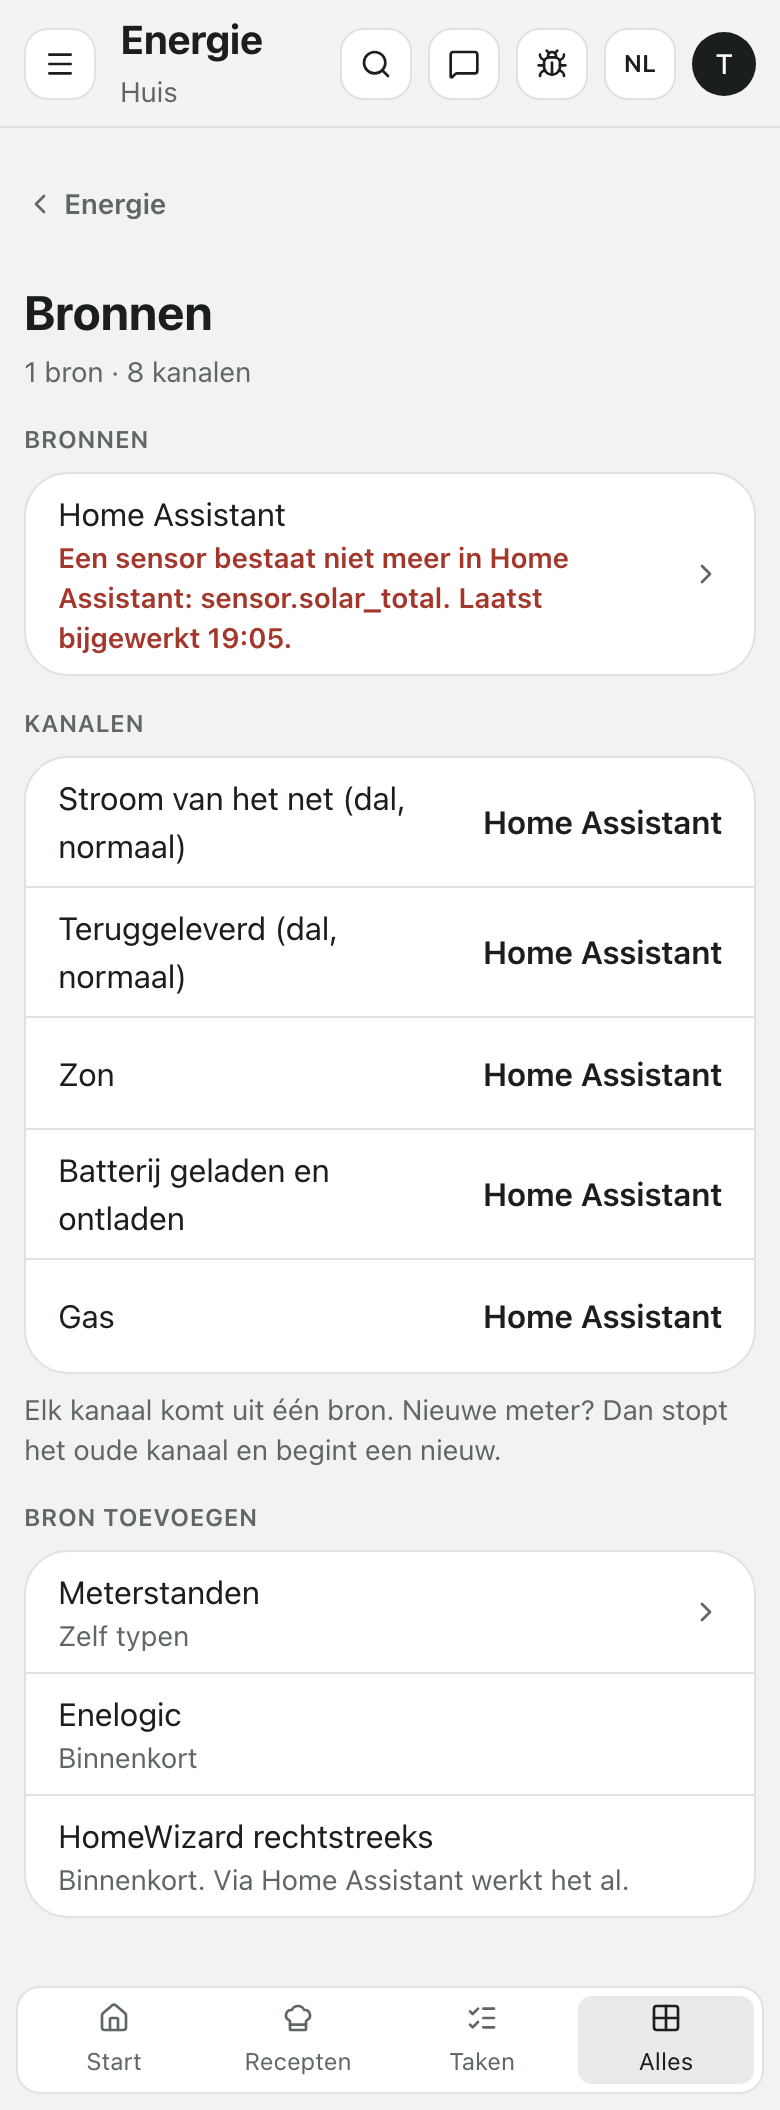 Energie
Huis
NL
T
Energie
Bronnen
1 bron · 8 kanalen
BRONNEN
Home Assistant
Een sensor bestaat niet meer in Home
Assistant: sensor.solar_total. Laatst
bijgewerkt 19:05.
KANALEN
Stroom van het net (dal,
normaal)
Home Assistant
Teruggeleverd (dal,
normaal)
Home Assistant
Zon
Home Assistant
Batterij geladen en
ontladen
Home Assistant
Gas
Home Assistant
Elk kanaal komt uit één bron. Nieuwe meter? Dan stopt
het oude kanaal en begint een nieuw.
BRON TOEVOEGEN
Meterstanden
Zelf typen
Enelogic
Binnenkort
HomeWizard rechtstreeks
Binnenkort. Via Home Assistant werkt het al.
Start
Recepten
Taken
Alles